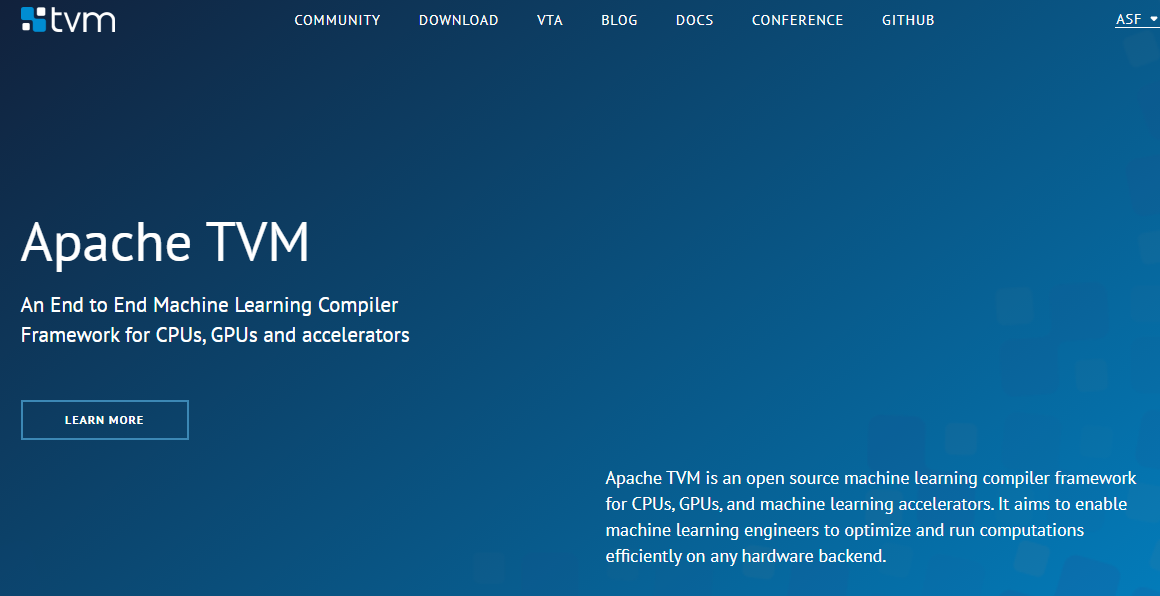 tvm
COMMUNITY DOWNLOAD VTA BLOG DOCS CONFERENCE GITHUB
ASF
Apache TVM
An End to End Machine Learning Compiler
Framework for CPUs, GPUs and accelerators
LEARN MORE
Apache TVM is an open source machine learning compiler framework
for CPUs, GPUs, and machine learning accelerators. It aims to enable
machine learning engineers to optimize and run computations
efficiently on any hardware backend.